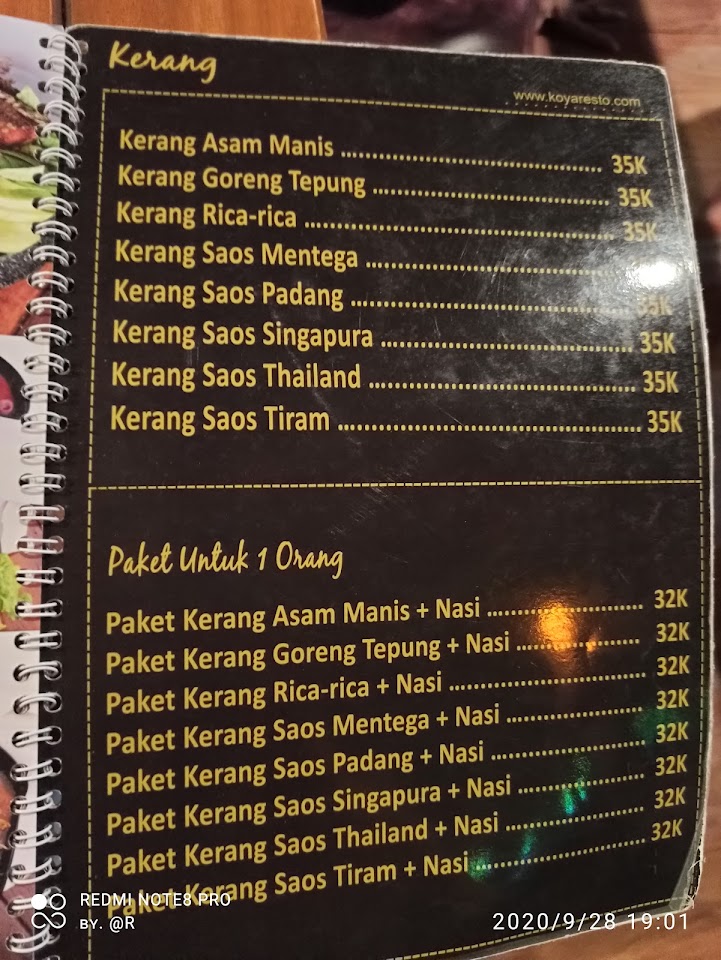 Kerang
www.koyaresto.com
Kerang Asam Manis ........................................ 35K
Kerang Goreng Tepung ..................................... 35K
Kerang Rica-rica ............................................... 35K
Kerang Saos Mentega ........................................
Kerang Saos Padang ........................................... 35K
Kerang Saos Singapura ....................................... 35K
Kerang Saos Thailand ......................................... 35K
Kerang Saos Tiram .............................................. 35K
Paket Untuk 1 Orang
Paket Kerang Asam Manis + Nasi ........................ 32K
Paket Kerang Goreng Tepung + Nasi ................... 32K
Paket Kerang Rica-rica + Nasi .............................. 32K
Paket Kerang Saos Mentega + Nasi ..................... 32K
Paket Kerang Saos Padang + Nasi ........................ 32K
Paket Kerang Saos Singapura + Nasi .................... 32K
Paket Kerang Saos Thailand + Nasi ...................... 32K
Paket Kerang Saos Tiram + Nasi ........................... 32K
REDMI NOTE8 PRO
BY. @R
2020/9/28 19:01